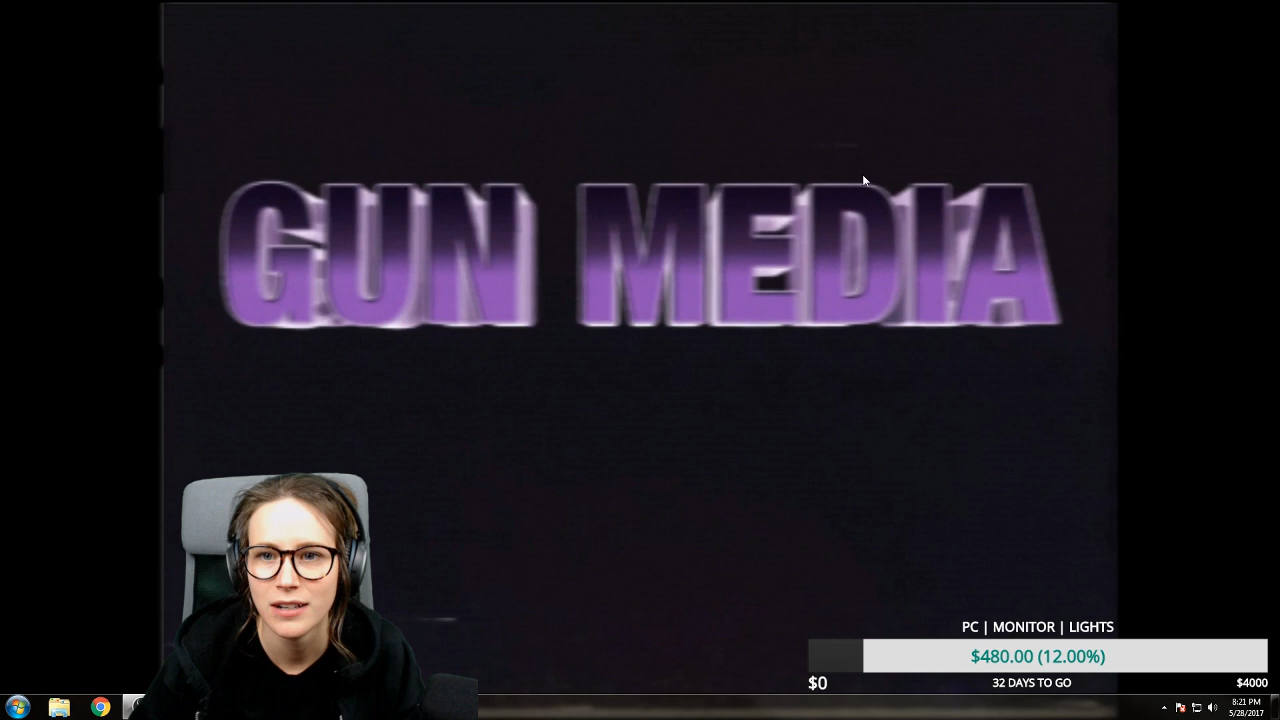 GUN MEDIA
PC | MONITOR | LIGHTS
$480.00 (12.00%)
$0
32 DAYS TO GO
$4000
8:21 PM
5/28/2017